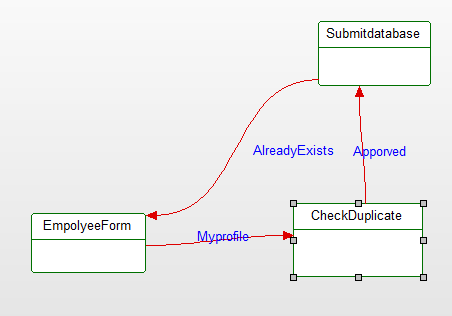 Submitdatabase
AlreadyExists
Apporved
EmpolyeeForm
CheckDuplicate
Myprofile